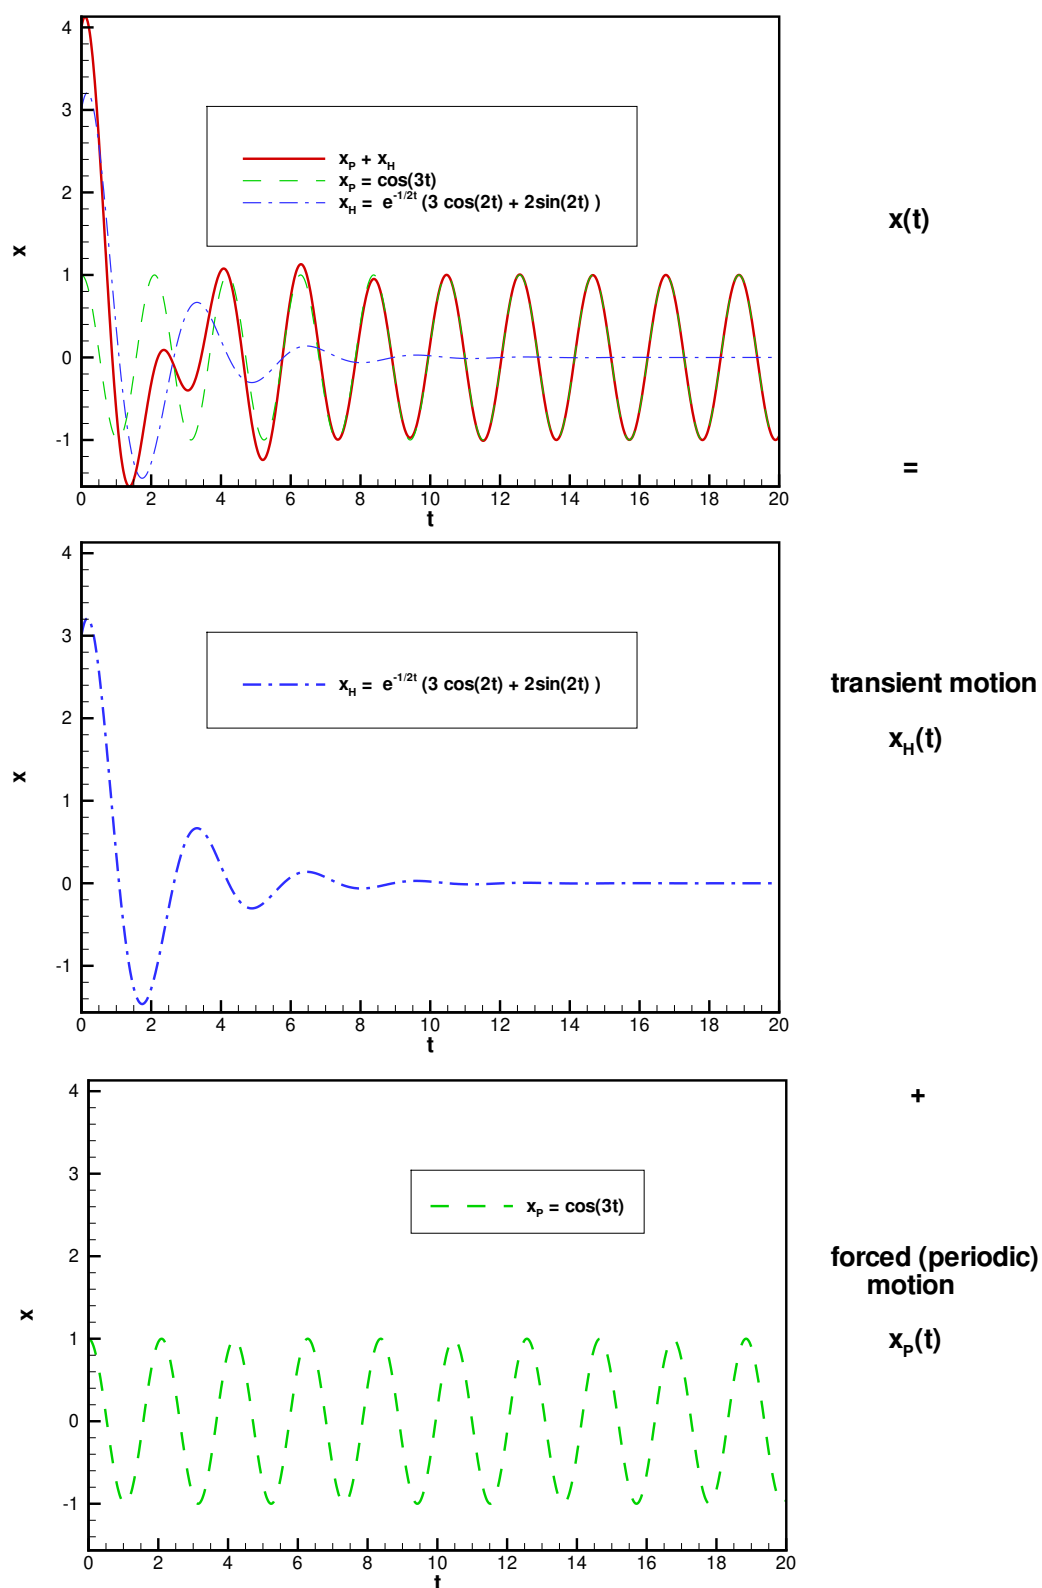 4
3
2
1
0
-1
x
x_P + x_H
x_P = cos(3t)
x_H = e^{-1/2t} (3 cos(2t) + 2sin(2t) )
0 2 4 6 8 10 12 14 16 18 20
t
x(t)
=
4
3
2
1
0
-1
x
x_H = e^{-1/2t} (3 cos(2t) + 2sin(2t) )
0 2 4 6 8 10 12 14 16 18 20
t
transient motion
x_H(t)
+
4
3
2
1
0
-1
x
x_P = cos(3t)
0 2 4 6 8 10 12 14 16 18 20
t
forced (periodic)
motion
x_P(t)